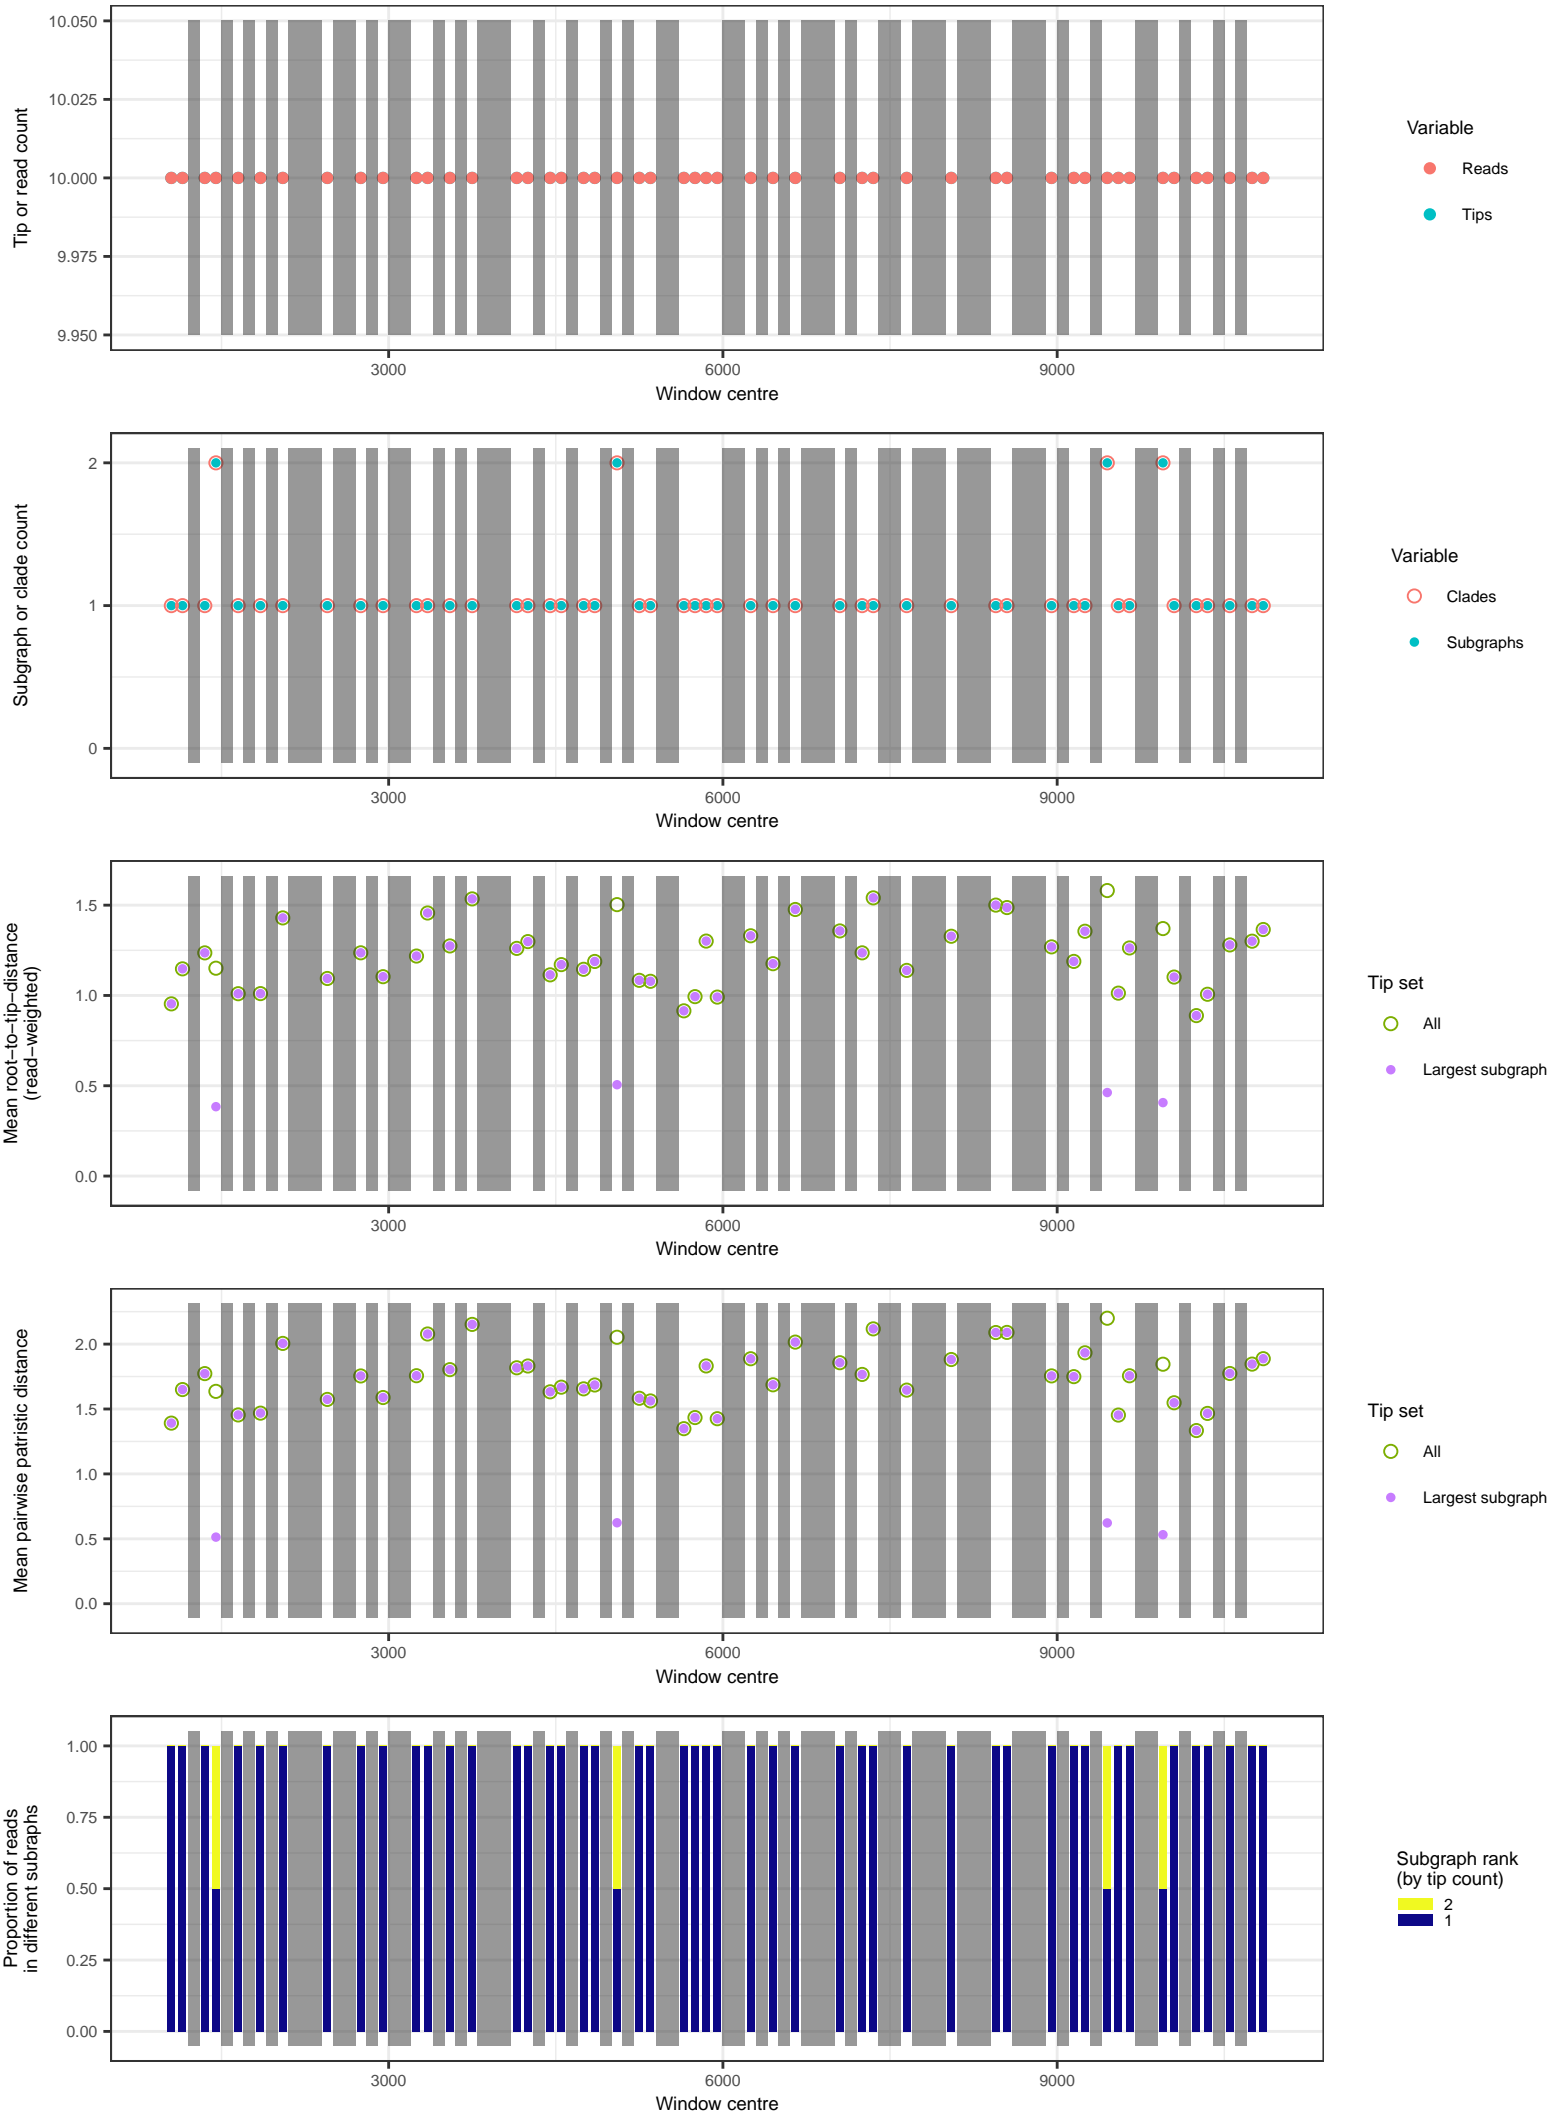 10.050
10.025
10.000
9.975
9.950
Tip or read count
3000
6000
9000
Window centre
Variable
Reads
Tips
2
1
0
Subgraph or clade count
3000
6000
9000
Window centre
Variable
Clades
Subgraphs
1.5
1.0
0.5
0.0
Mean root−to−tip−distance
(read−weighted)
3000
6000
9000
Window centre
Tip set
All
Largest subgraph
2.0
1.5
1.0
0.5
0.0
Mean pairwise patristic distance
3000
6000
9000
Window centre
Tip set
All
Largest subgraph
1.00
0.75
0.50
0.25
0.00
Proportion of reads
in different subraphs
3000
6000
9000
Window centre
Subgraph rank
(by tip count)
2
1